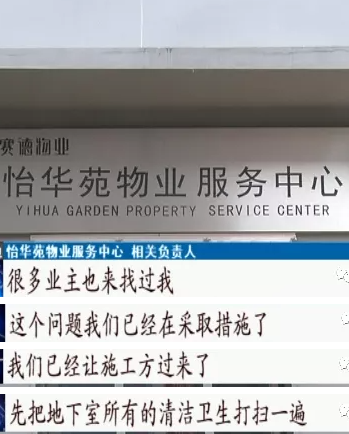 赛德物业
怡华苑物业服务中心
YIHUA GARDEN PROPERTY SERVICE CENTER
怡华苑物业服务中心 相关负责人
很多业主也来找过我
这个问题我们已经在采取措施了
我们已经让施工方过来了
先把地下室所有的清洁卫生打扫一遍